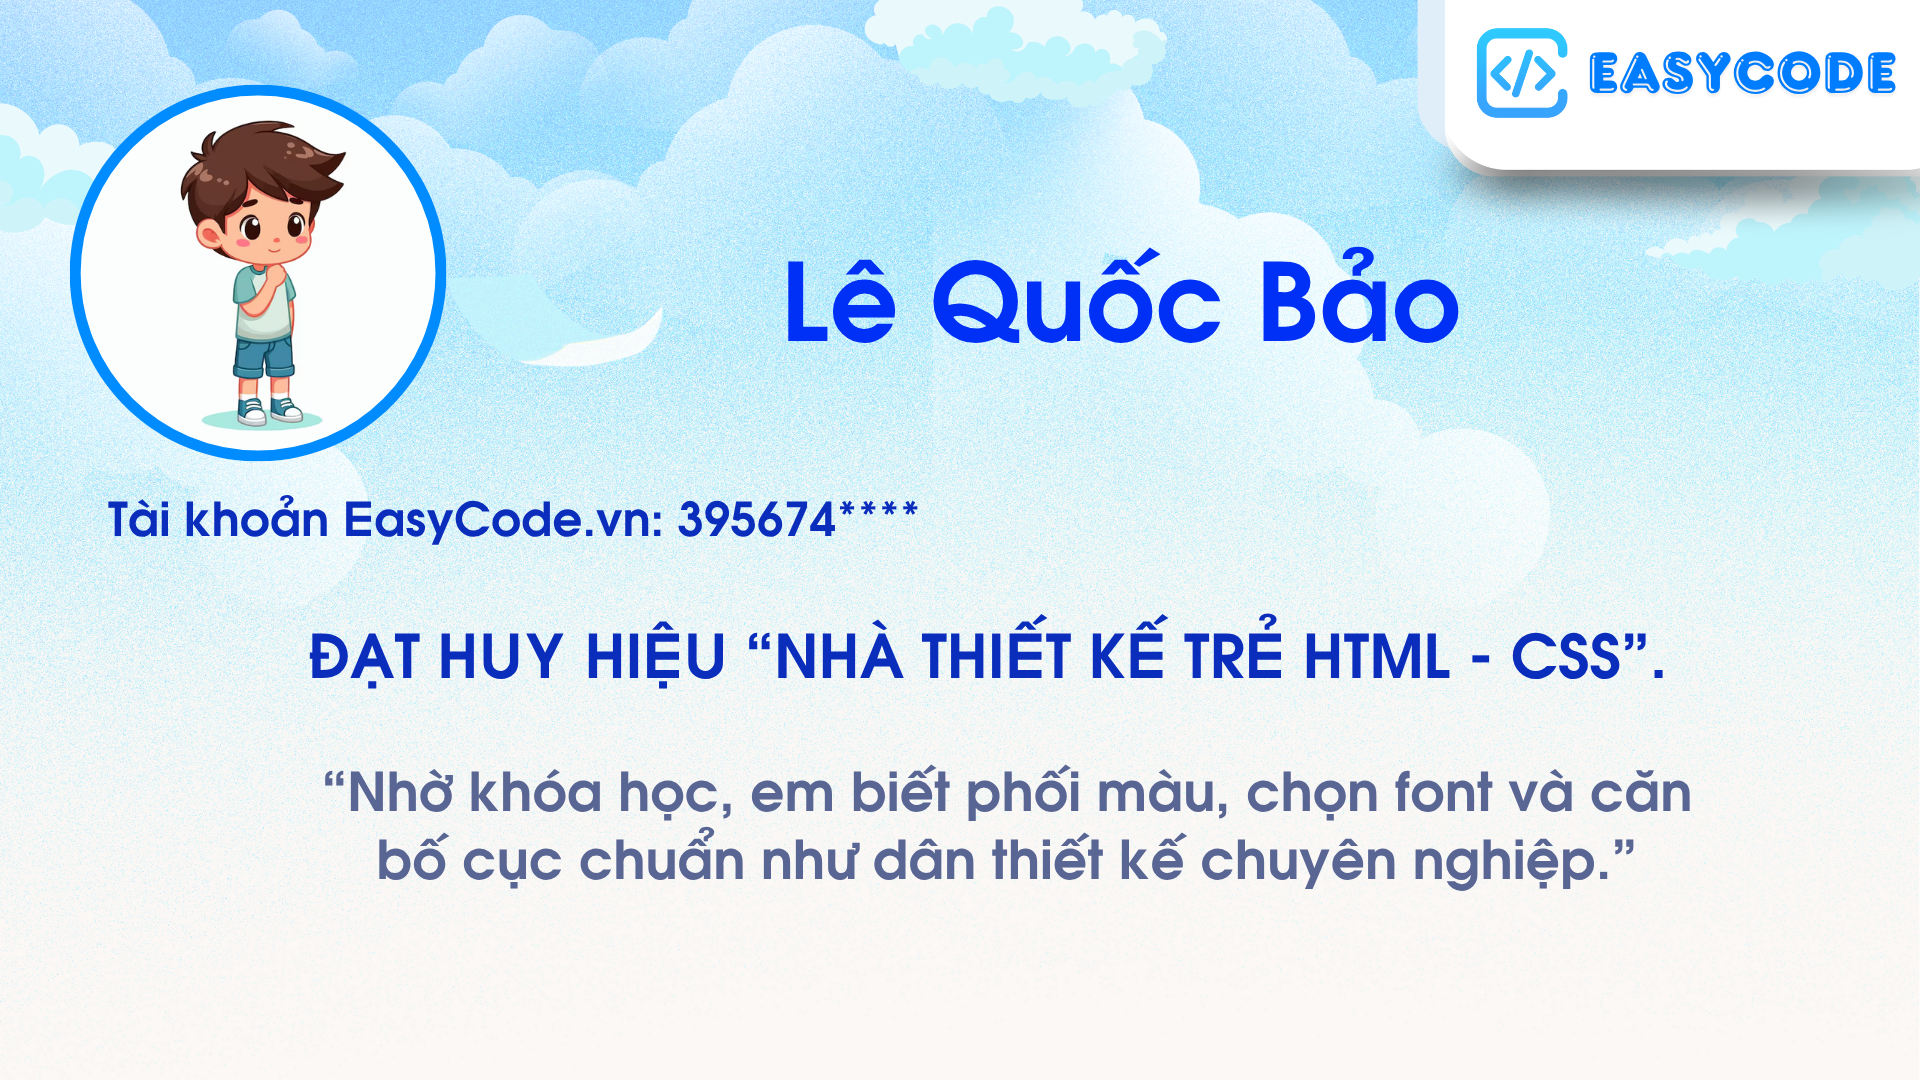 EASYCODE
Lê Quốc Bảo
Tài khoản EasyCode.vn: 395674****
ĐẠT HUY HIỆU “NHÀ THIẾT KẾ TRẺ HTML - CSS”.
“Nhờ khóa học, em biết phối màu, chọn font và căn
bố cục chuẩn như dân thiết kế chuyên nghiệp.”